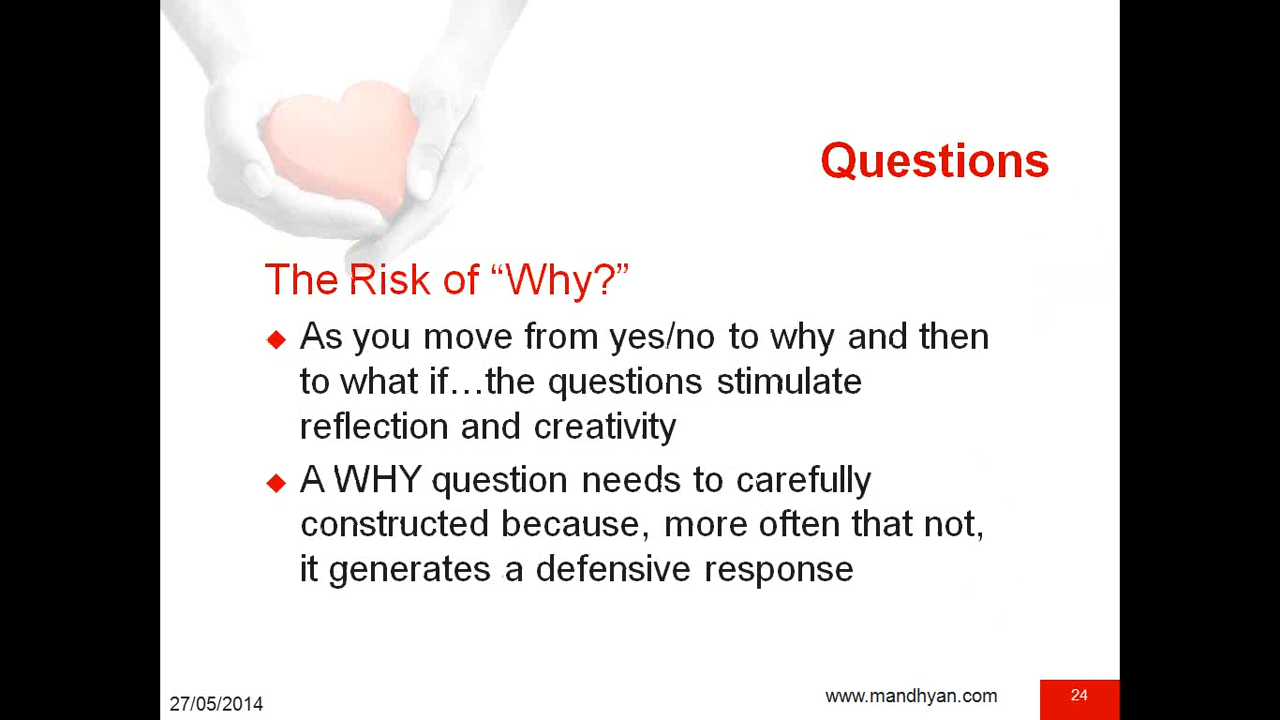 Questions
The Risk of “Why?”
As you move from yes/no to why and then
to what if…the questions stimulate
reflection and creativity
A WHY question needs to carefully
constructed because, more often that not,
it generates a defensive response
27/05/2014
www.mandhyan.com
24